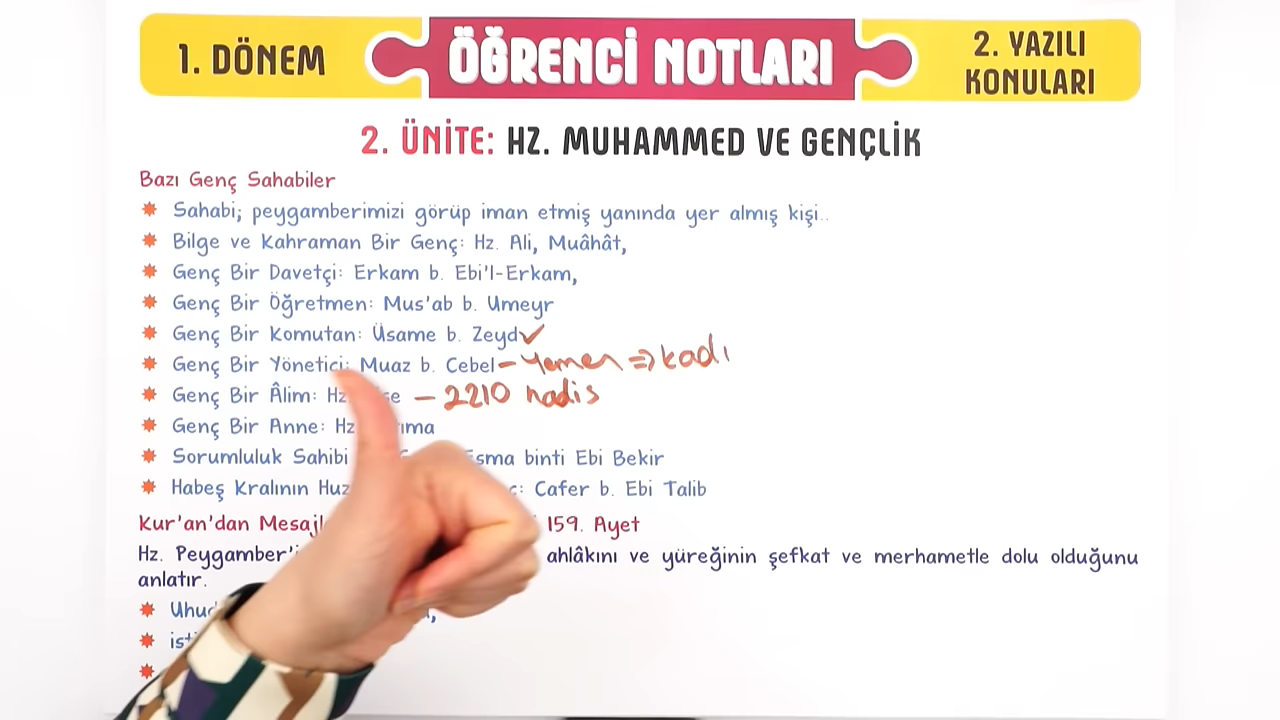 1. DÖNEM
ÖĞRENCİ NOTLARI
2. YAZILI
KONULARI
2. ÜNİTE: HZ. MUHAMMED VE GENÇLİK
Bazı Genç Sahabiler
Sahabi; peygamberimizi görüp iman etmiş yanında yer almış kişi..
Bilge ve Kahraman Bir Genç: Hz. Ali, Muâhât,
Genç Bir Davetçi: Erkam b. Ebi'l-Erkam,
Genç Bir Öğretmen: Mus'ab b. Umeyr
Genç Bir Komutan: Üsame b. Zeyd
Genç Bir Yönetici: Muaz b. Cebel - Yemen => kadı
Genç Bir Âlim: - 2210 hadis
Genç Bir Anne:
Sorumluluk Sahibi Esma binti Ebi Bekir
Habeş Kralının Cafer b. Ebi Talib
Kur'an'dan 159. Ayet
Hz. ahlâkını ve yüreğinin şefkat ve merhametle dolu olduğunu
anlatır.